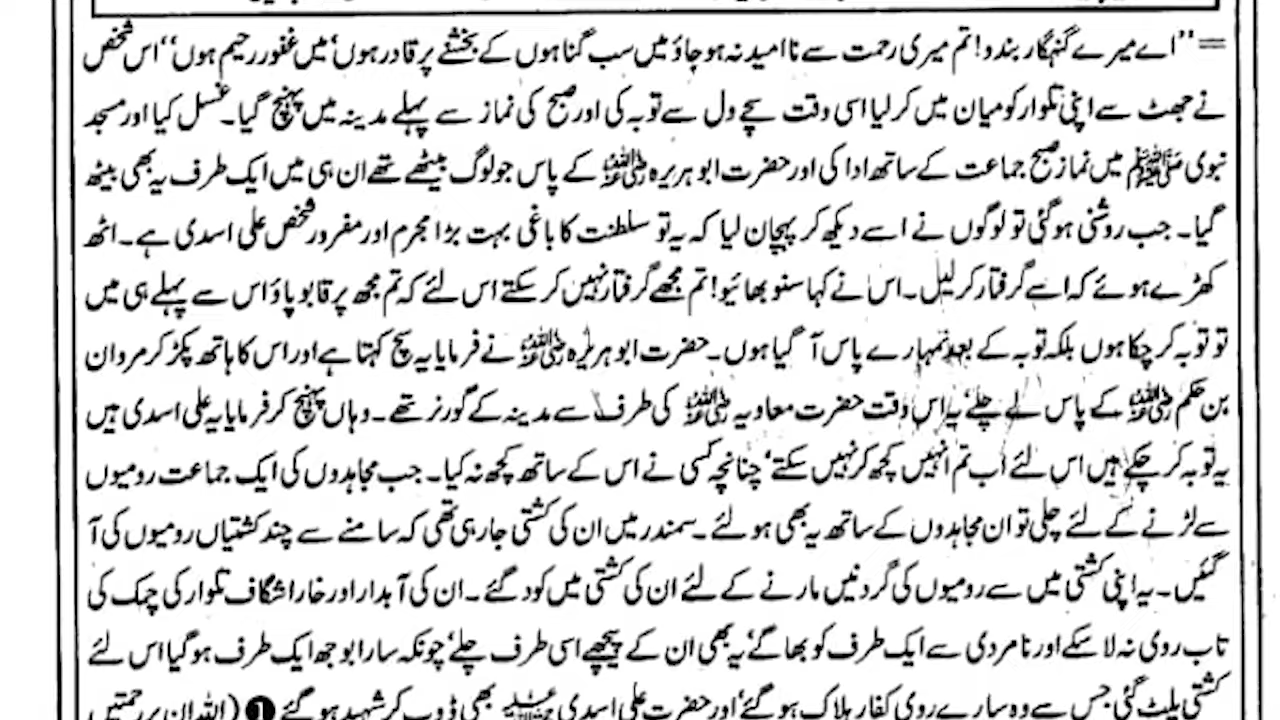 = "اے میرے گنہگار بندو! تم میری رحمت سے ناامید نہ ہو جاؤ میں سب گناہوں کے بخشنے پر قادر ہوں' میں غفور رحیم ہوں" اس شخص
نے جھٹ سے اپنی تلوار کو میان میں کر لیا اسی وقت سچے دل سے توبہ کی اور صبح کی نماز سے پہلے مدینہ میں پہنچ گیا۔ غسل کیا اور مسجد
نبوی ﷺ میں نماز صبح جماعت کے ساتھ ادا کی اور حضرت ابو ہریرہ رضی اللہ عنہ کے پاس جو لوگ بیٹھے تھے ان ہی میں ایک طرف یہ بھی بیٹھ
گیا۔ جب روشنی ہو گئی تو لوگوں نے اسے دیکھ کر پہچان لیا کہ یہ تو سلطنت کا باغی بہت بڑا مجرم اور مفرور شخص علی اسدی ہے۔ اٹھ
کھڑے ہوئے کہ اسے گرفتار کر لیں۔ اس نے کہا سنو بھائیو! تم مجھے گرفتار نہیں کر سکتے اس لئے کہ تم مجھ پر قابو پاؤ اس سے پہلے ہی میں
تو توبہ کر چکا ہوں بلکہ توبہ کے بعد تمہارے پاس آ گیا ہوں۔ حضرت ابو ہریرہ رضی اللہ عنہ نے فرمایا یہ سچ کہتا ہے اور اس کا ہاتھ پکڑ کر مروان
بن حکم رضی اللہ عنہ کے پاس لے چلے' یہ اس وقت حضرت معاویہ رضی اللہ عنہ کی طرف سے مدینہ کے گورنر تھے۔ وہاں پہنچ کر فرمایا یہ علی اسدی ہیں
یہ توبہ کر چکے ہیں اس لئے اب تم انہیں کچھ کر نہیں سکتے' چنانچہ کسی نے اس کے ساتھ کچھ نہ کیا۔ جب مجاہدوں کی ایک جماعت رومیوں
سے لڑنے کے لئے چلی تو ان مجاہدوں کے ساتھ یہ بھی ہو لئے۔ سمندر میں ان کی کشتی جا رہی تھی کہ سامنے سے چند کشتیاں رومیوں کی آ
گئیں۔ یہ اپنی کشتی میں سے رومیوں کی گردنیں مارنے کے لئے ان کی کشتی میں کود گئے۔ ان کی آبدار اور خارا شگاف تلوار کی چمک کی
تاب رومی نہ لا سکے اور نامردی سے ایک طرف کو بھاگے' یہ بھی ان کے پیچھے اسی طرف چلے' چونکہ سارا بوجھ ایک طرف ہو گیا اس لئے
کشتی پلٹ گئی جس سے وہ سارے رومی کفار ہلاک ہو گئے' اور حضرت علی اسدی رحمۃ اللہ علیہ بھی ڈوب کر شہید ہو گئے ❶ (اللہ ان پر رحمتیں